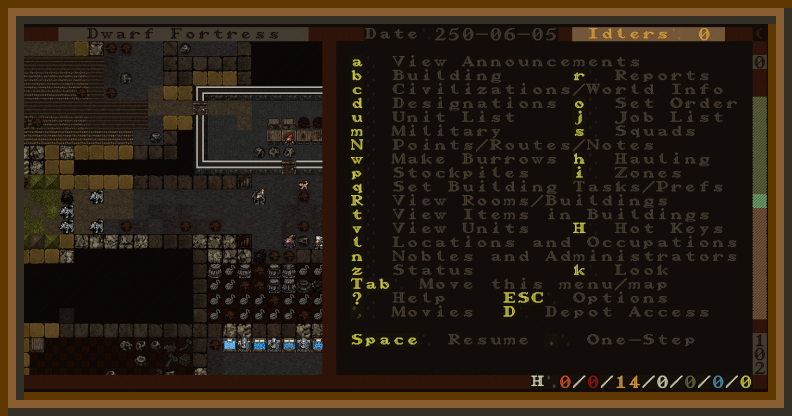 Dwarf Fortress Date 250-06-05 Idlers 0
a View Announcements
b Building r Reports
c Civilizations/World Info
d Designations o Set Order
u Unit List j Job List
m Military s Squads
N Points/Routes/Notes
w Make Burrows h Hauling
p Stockpiles i Zones
q Set Building Tasks/Prefs
R View Rooms/Buildings
t View Items in Buildings
v View Units H Hot Keys
l Locations and Occupations
n Nobles and Administrators
z Status k Look
Tab Move this menu/map
? Help ESC Options
Movies D Depot Access
Space Resume . One-Step
H 0/0/14/0/0/0/0
0
102